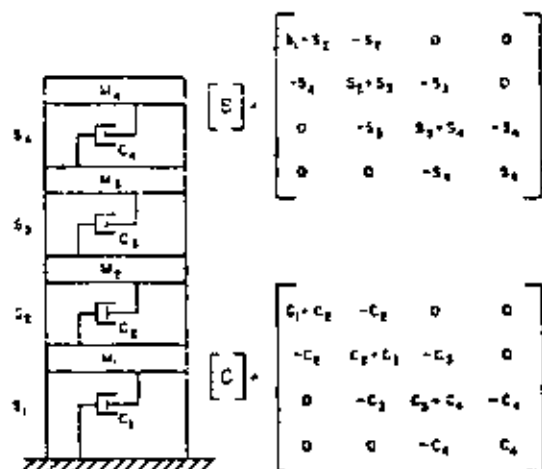 S₁+S₂ -S₂ 0 0
M₄
[S] = -S₂ S₂+S₃ -S₃ 0
S₄
C₄
0 -S₃ S₃+S₄ -S₄
M₃
0 0 -S₄ S₄
S₃
C₃
M₂
S₂
C₁+C₂ -C₂ 0 0
C₂
M₁
[C] = -C₂ C₂+C₃ -C₃ 0
S₁
C₁
0 -C₃ C₃+C₄ -C₄
0 0 -C₄ C₄